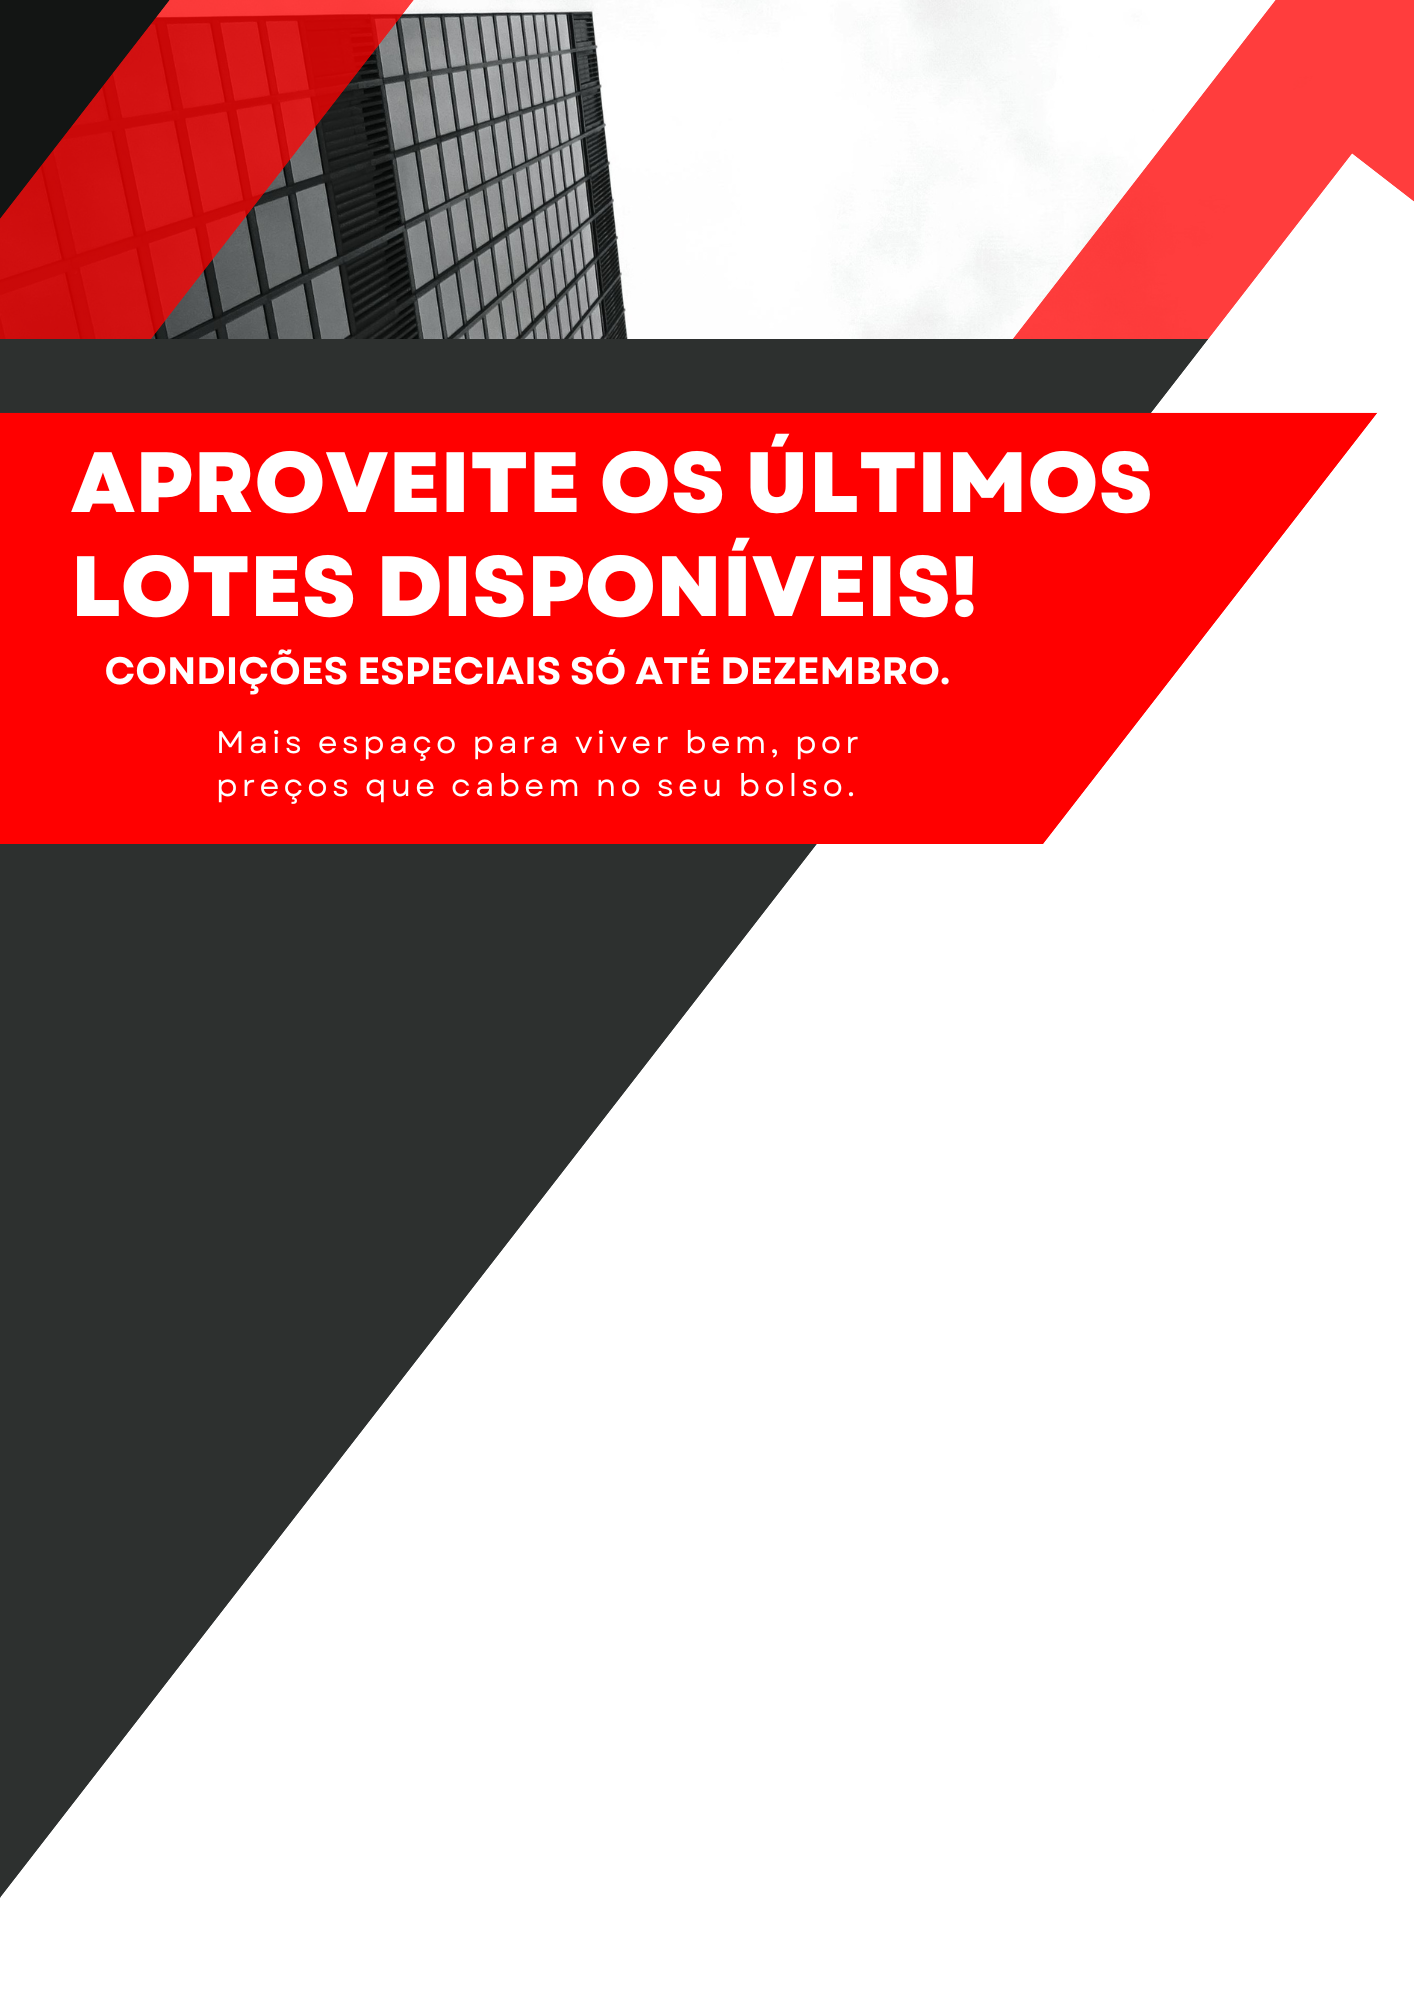 APROVEITE OS ÚLTIMOS
LOTES DISPONÍVEIS!
CONDIÇÕES ESPECIAIS SÓ ATÉ DEZEMBRO.
Mais espaço para viver bem, por
preços que cabem no seu bolso.